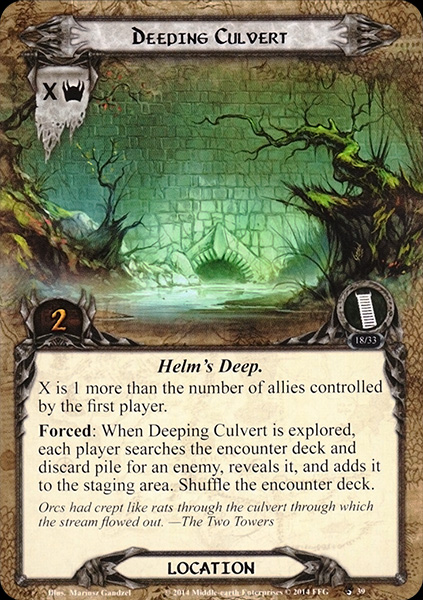 Deeping Culvert
X
2
18/33
Helm's Deep.
X is 1 more than the number of allies controlled
by the first player.
Forced: When Deeping Culvert is explored,
each player searches the encounter deck and
discard pile for an enemy, reveals it, and adds it
to the staging area. Shuffle the encounter deck.
Orcs had crept like rats through the culvert through which
the stream flowed out. —The Two Towers
LOCATION
Illus. Mariusz Gandzel © 2014 Middle-earth Enterprises © 2014 FFG 39